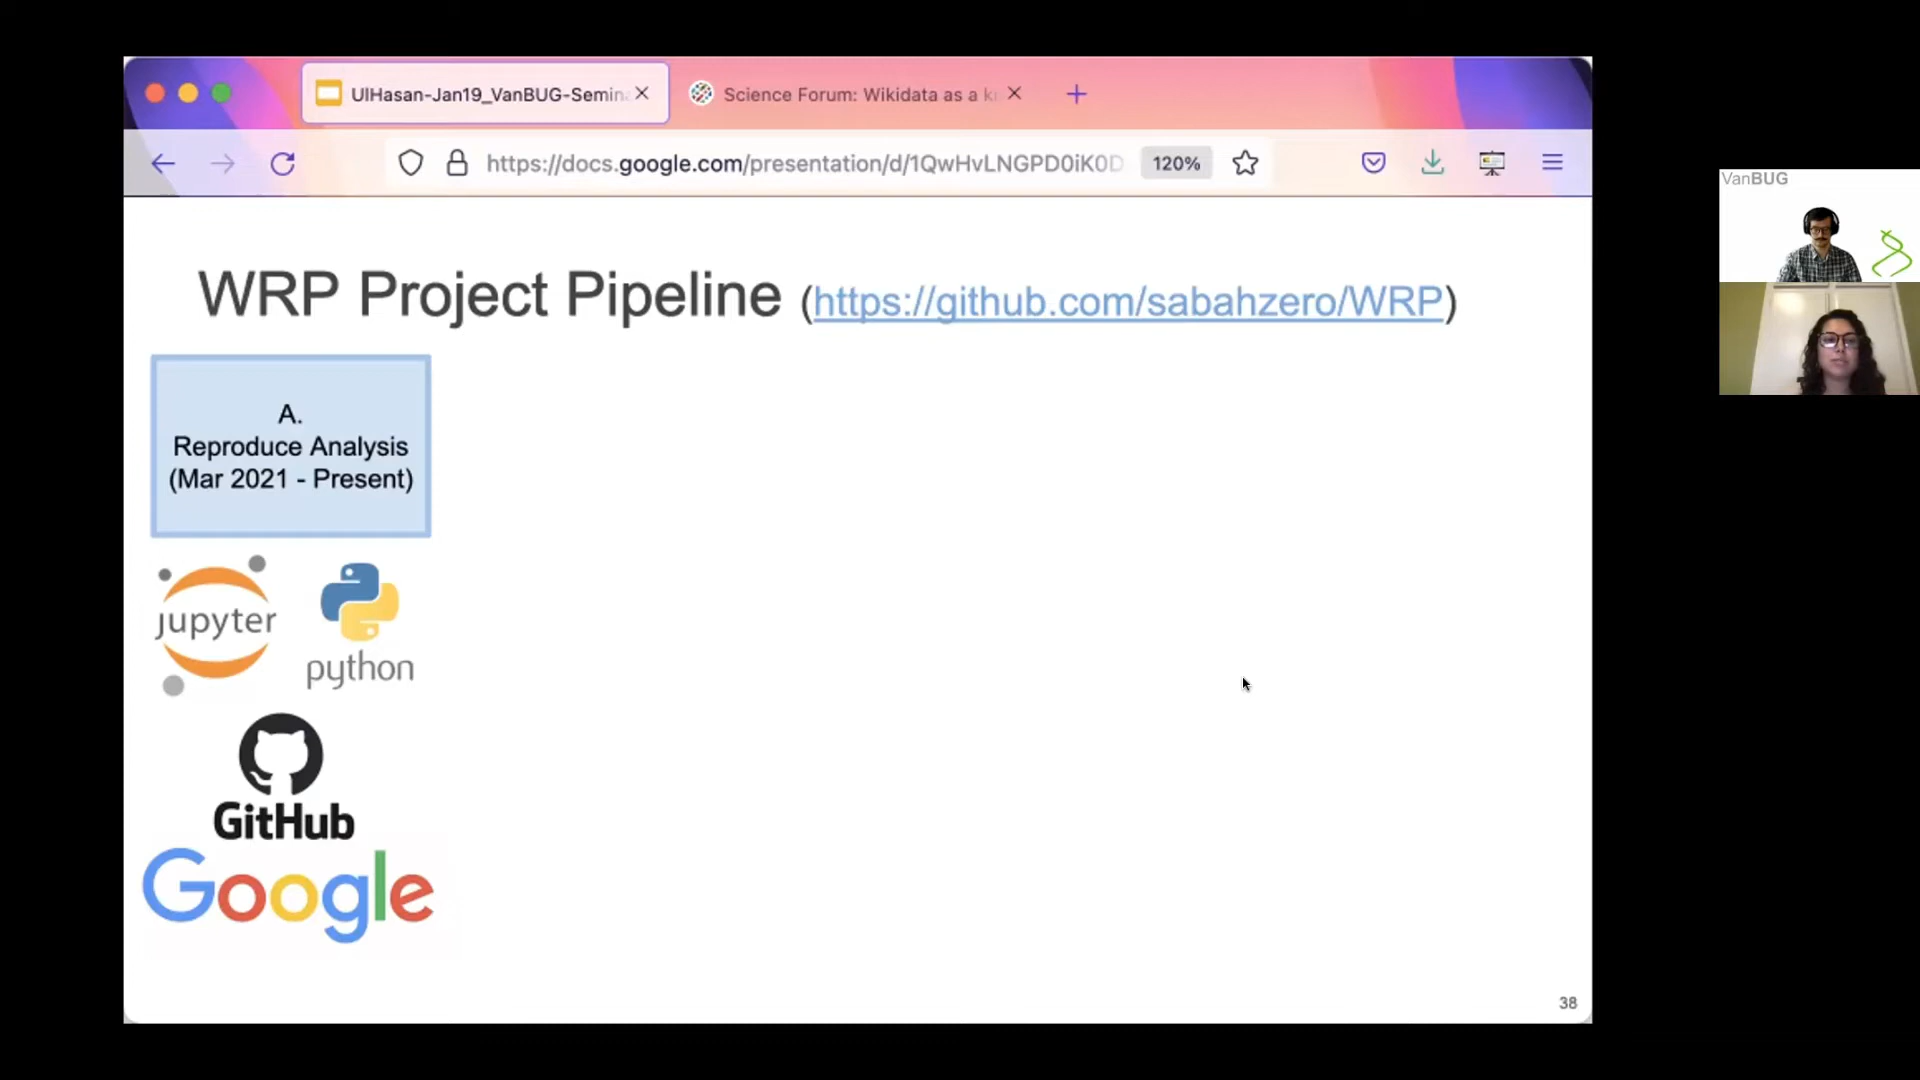 UlHasan-Jan19_VanBUG-Semin
Science Forum: Wikidata as a k
https://docs.google.com/presentation/d/1QwHvLNGPD0iK0D
120%
VanBUG
WRP Project Pipeline (https://github.com/sabahzero/WRP)
A.
Reproduce Analysis
(Mar 2021 - Present)
jupyter
python
GitHub
Google
38